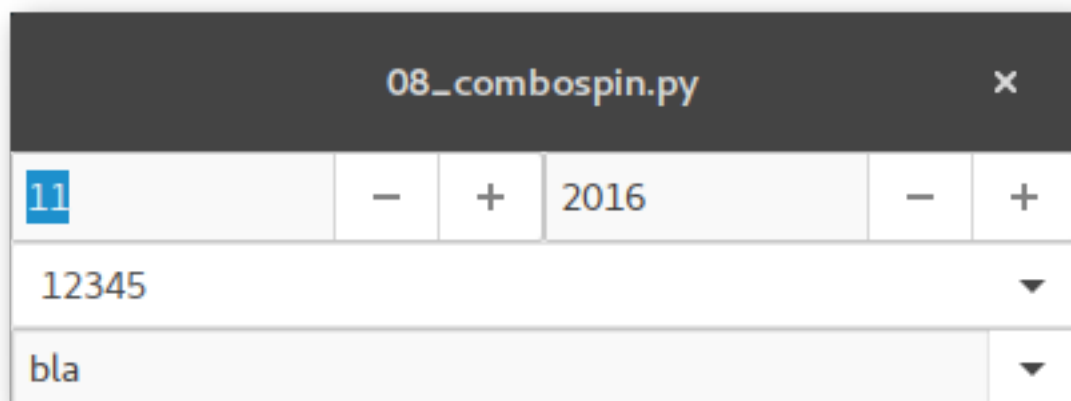 08_combospin.py ×
11 − + 2016 − +
12345
bla